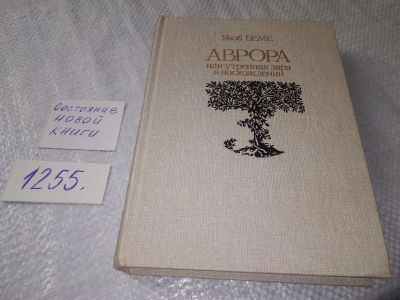 Якоб БЕМЕ
АВРОРА
или утренняя заря
в восхождении
Состояние
новой
книги
1255.